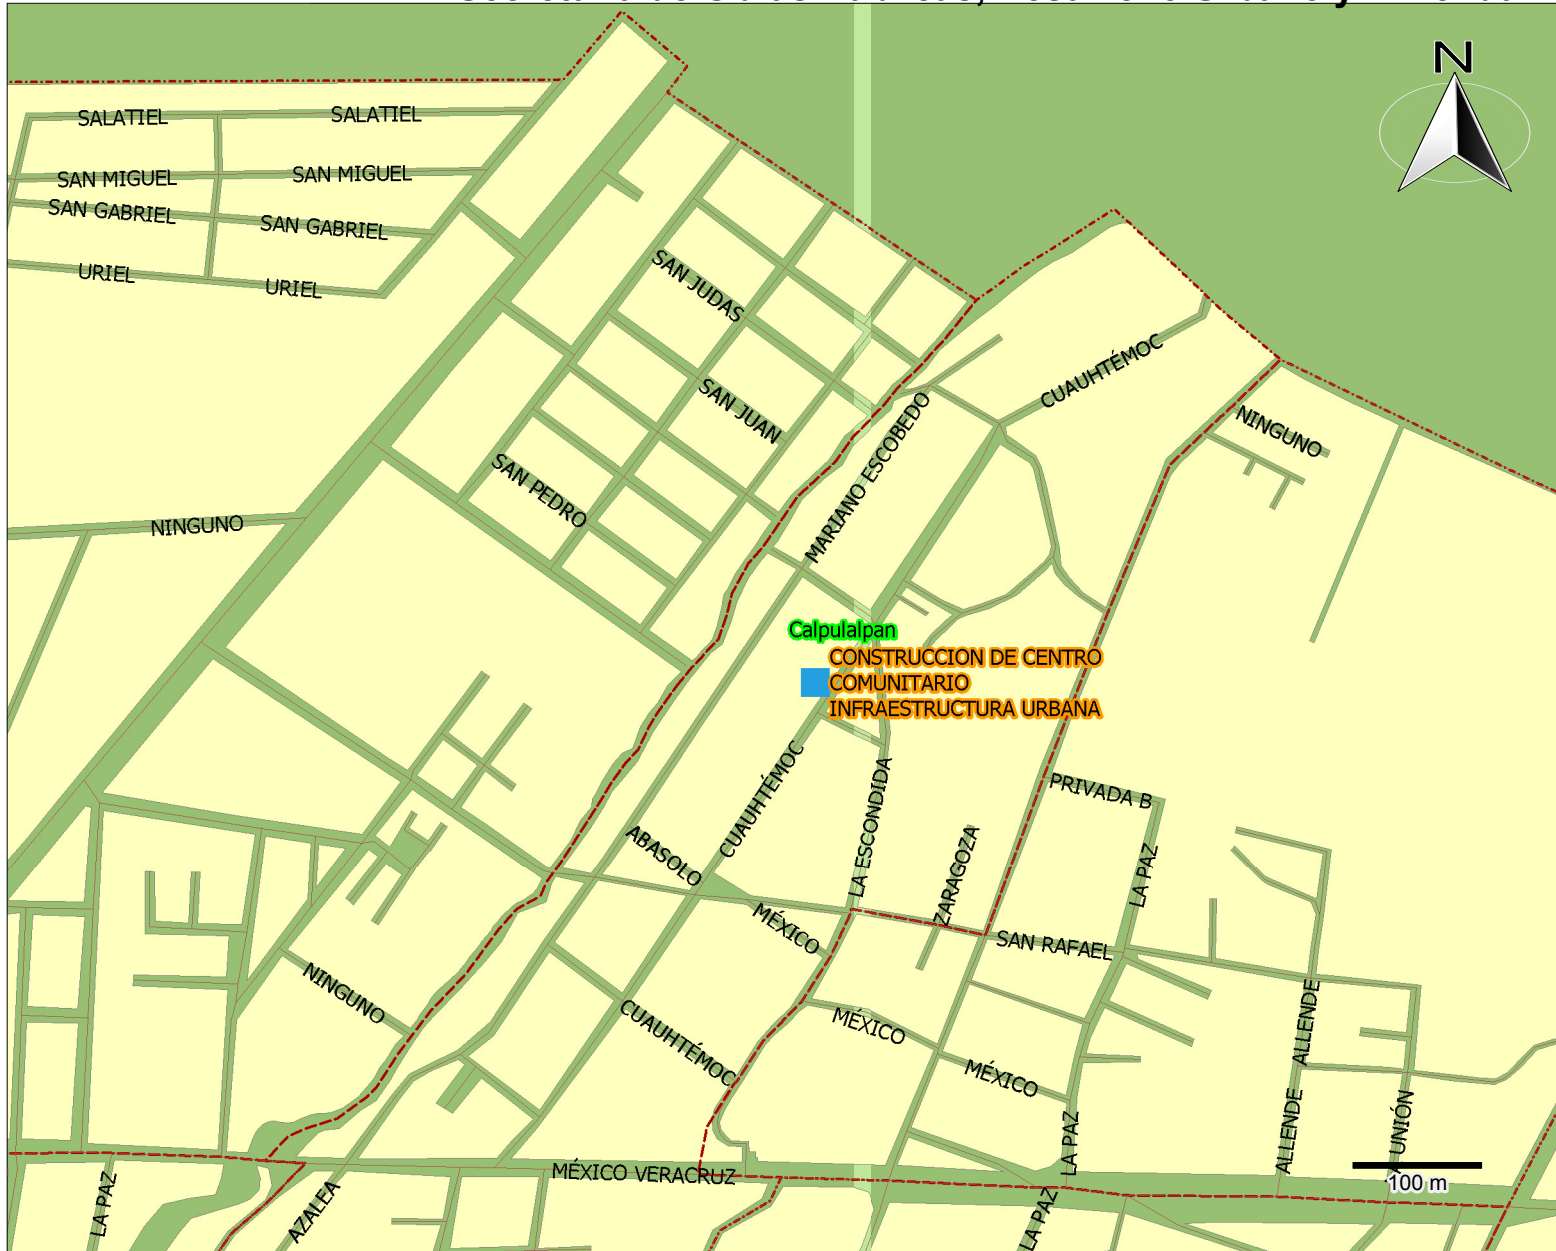 N
SALATIEL
SALATIEL
SAN MIGUEL
SAN MIGUEL
SAN GABRIEL
SAN GABRIEL
URIEL
URIEL
SAN JUDAS
CUAUHTÉMOC
SAN JUAN
MARIANO ESCOBEDO
NINGUNO
SAN PEDRO
NINGUNO
Calpulalpan
CONSTRUCCION DE CENTRO
COMUNITARIO
INFRAESTRUCTURA URBANA
CUAUHTÉMOC
PRIVADA B
ABASOLO
LA ESCONDIDA
ZARAGOZA
LA PAZ
MÉXICO
SAN RAFAEL
NINGUNO
CUAUHTÉMOC
MÉXICO
ALLENDE
MÉXICO
LA PAZ
ALLENDE
UNIÓN
MÉXICO VERACRUZ
100 m
LA PAZ
AZALEA
LA PAZ